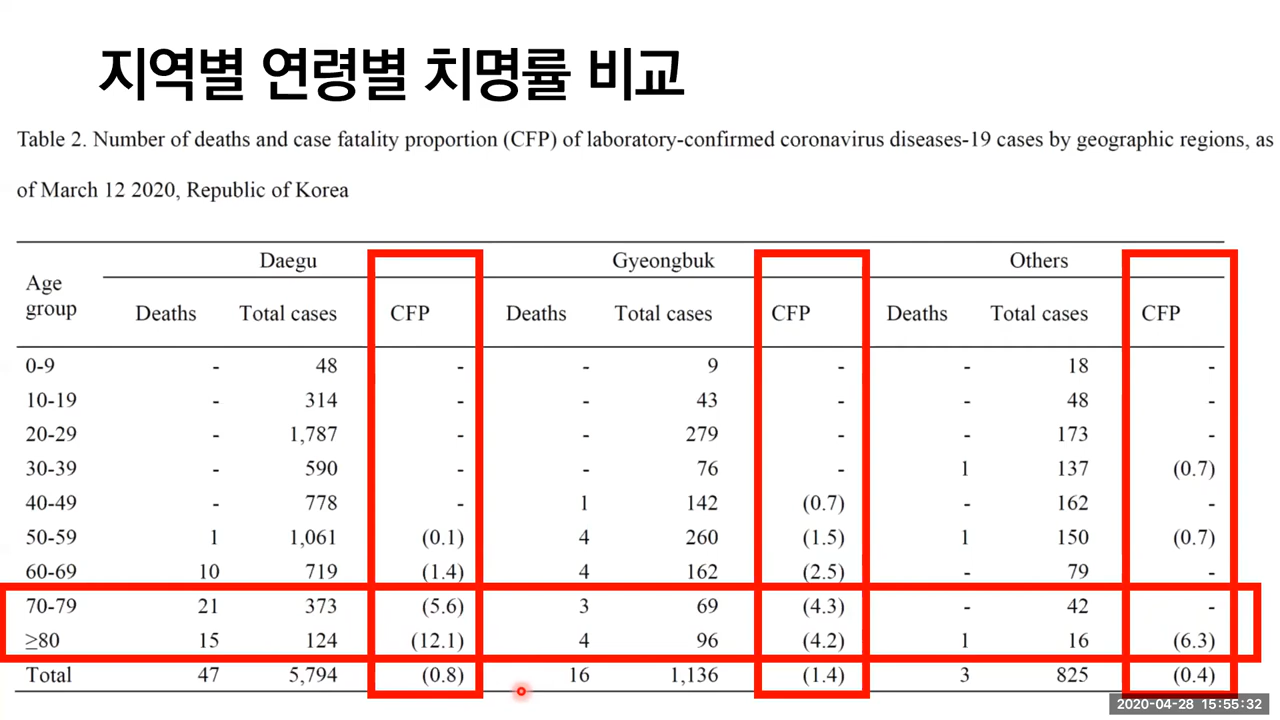 지역별 연령별 치명률 비교
Table 2. Number of deaths and case fatality proportion (CFP) of laboratory-confirmed coronavirus diseases-19 cases by geographic regions, as
of March 12 2020, Republic of Korea
Age group Daegu Gyeongbuk Others
Deaths Total cases CFP Deaths Total cases CFP Deaths Total cases CFP
0-9 - 48 - - 9 - - 18 -
10-19 - 314 - - 43 - - 48 -
20-29 - 1,787 - - 279 - - 173 -
30-39 - 590 - - 76 - 1 137 (0.7)
40-49 - 778 - 1 142 (0.7) - 162 -
50-59 1 1,061 (0.1) 4 260 (1.5) 1 150 (0.7)
60-69 10 719 (1.4) 4 162 (2.5) - 79 -
70-79 21 373 (5.6) 3 69 (4.3) - 42 -
≥80 15 124 (12.1) 4 96 (4.2) 1 16 (6.3)
Total 47 5,794 (0.8) 16 1,136 (1.4) 3 825 (0.4)
2020-04-28 15:55:32